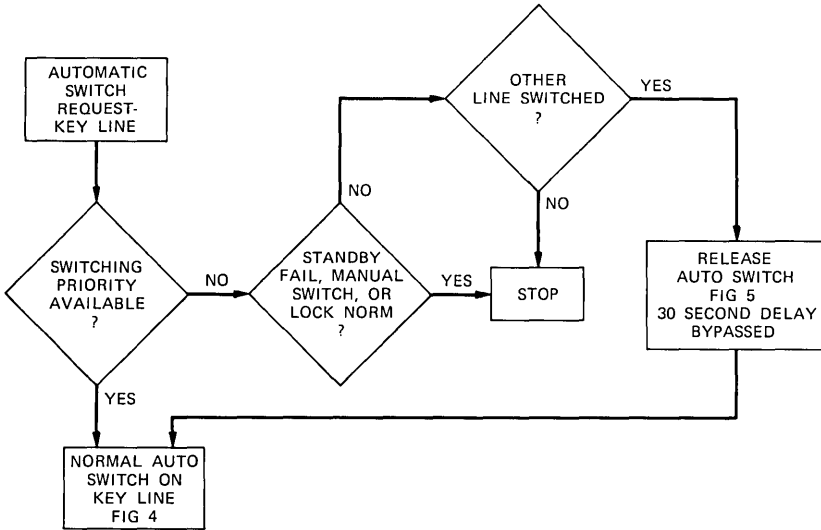 AUTOMATIC
SWITCH
REQUEST-
KEY LINE
SWITCHING
PRIORITY
AVAILABLE
?
NO
YES
STANDBY
FAIL, MANUAL
SWITCH, OR
LOCK NORM
?
NO
YES
OTHER
LINE SWITCHED
?
YES
NO
STOP
RELEASE
AUTO SWITCH
FIG 5
30 SECOND DELAY
BYPASSED
NORMAL AUTO
SWITCH ON
KEY LINE
FIG 4